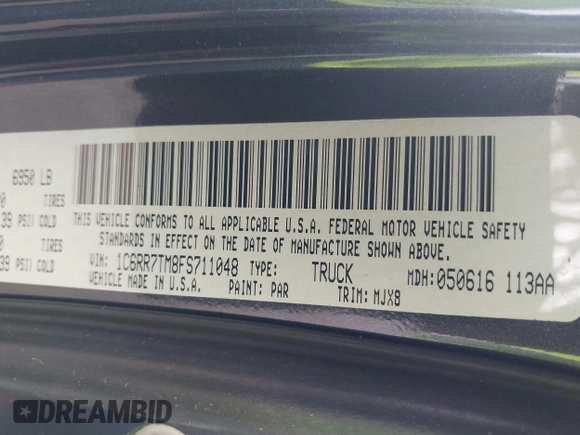 6950 LB
0 TIRES
39 PSI) COLD
0 TIRES
39 PSI) COLD
THIS VEHICLE CONFORMS TO ALL APPLICABLE U.S.A. FEDERAL MOTOR VEHICLE SAFETY
STANDARDS IN EFFECT ON THE DATE OF MANUFACTURE SHOWN ABOVE.
VIN: 1C6RR7TM8FS711048 TYPE: TRUCK MDH: 050616 113AA
VEHICLE MADE IN U.S.A. PAINT: PAR TRIM: MJX8
DREAMBID